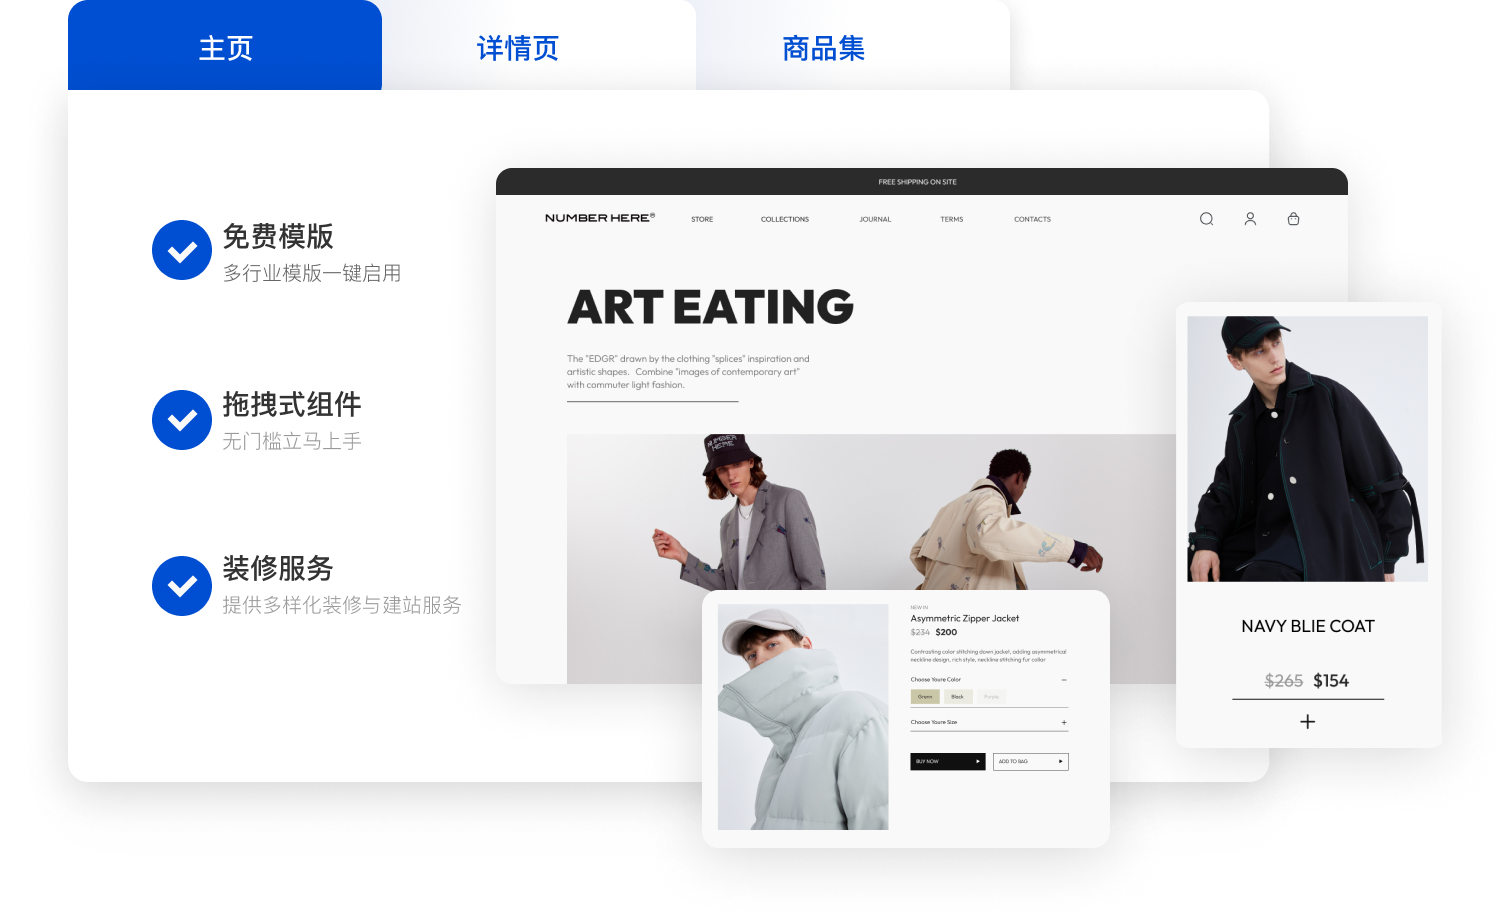 主页
详情页
商品集
免费模版
多行业模版一键启用
拖拽式组件
无门槛立马上手
装修服务
提供多样化装修与建站服务
FREE SHIPPING ON SITE
NUMBER HERE®
STORE
COLLECTIONS
JOURNAL
TERMS
CONTACTS
ART EATING
The "EDGR" drawn by the clothing "splices" inspiration and
artistic shapes. Combine "images of contemporary art"
with commuter light fashion.
NUMBER
HERE
NEW IN
Asymmetric Zipper Jacket
$234 $200
Contrasting color stitching down jacket, adding asymmetrical
neckline design, rich style, neckline stitching fur collar
Choose Youre Color
Green
Black
Purple
Choose Youre Size
BUY NOW
ADD TO BAG
NAVY BLIE COAT
$265 $154